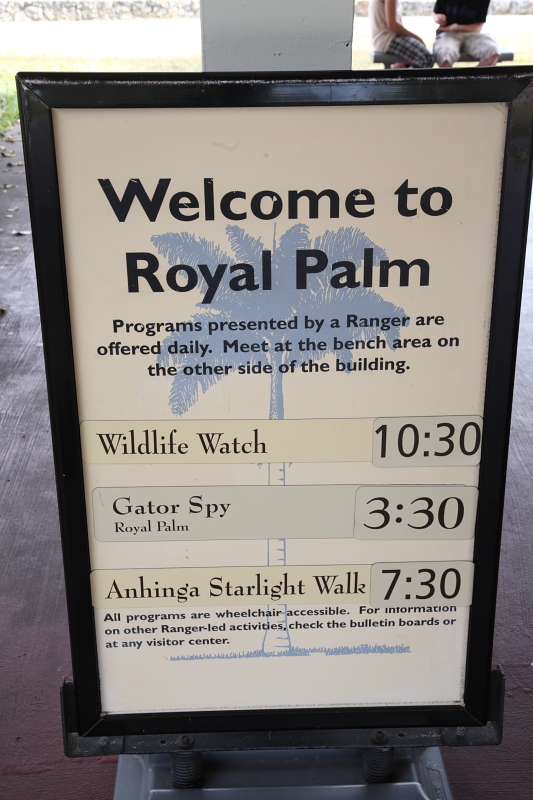 Welcome to
Royal Palm
Programs presented by a Ranger are
offered daily. Meet at the bench area on
the other side of the building.
Wildlife Watch 10:30
Gator Spy 3:30
Royal Palm
Anhinga Starlight Walk 7:30
All programs are wheelchair accessible. For information
on other Ranger-led activities, check the bulletin boards or
at any visitor center.